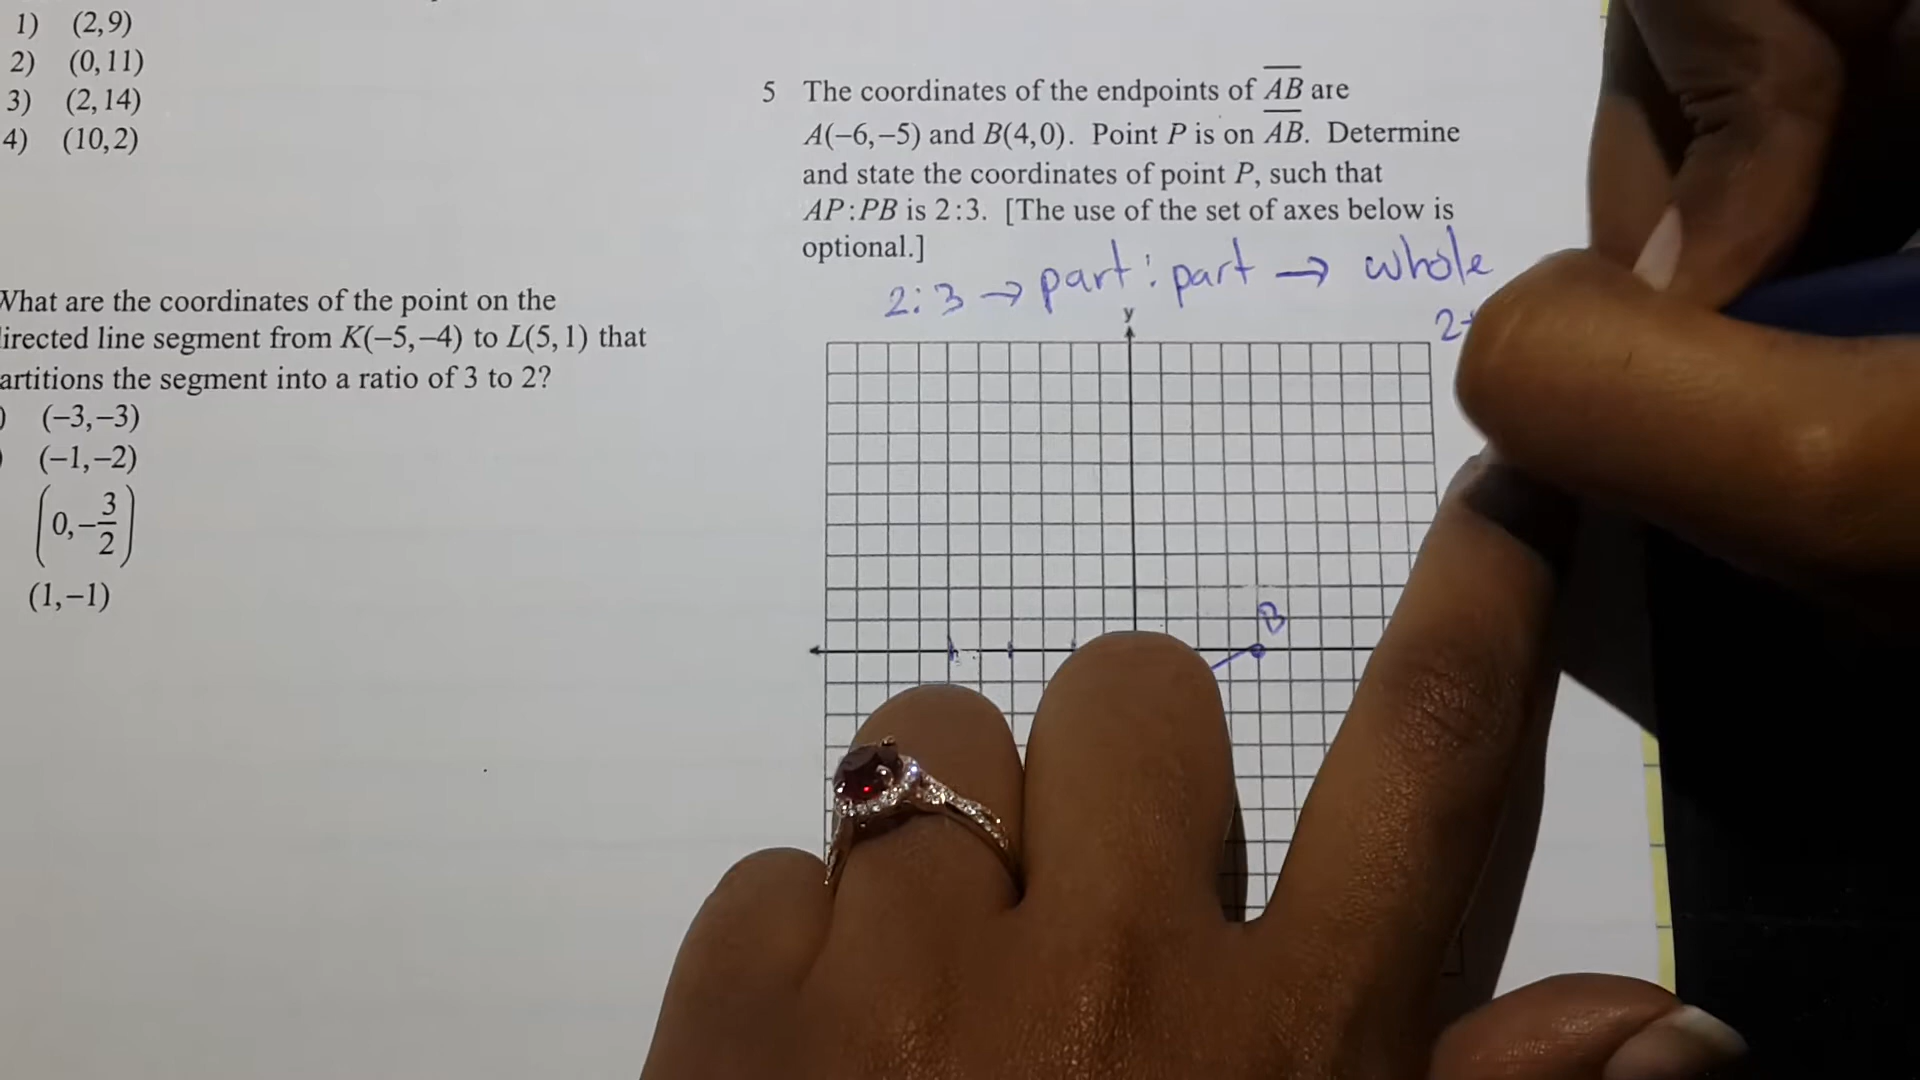 1) (2,9)
2) (0,11)
3) (2,14)
4) (10,2)
What are the coordinates of the point on the
directed line segment from K(−5,−4) to L(5,1) that
partitions the segment into a ratio of 3 to 2?
(−3,−3)
(−1,−2)
(0,−3/2)
(1,−1)
5 The coordinates of the endpoints of AB are
A(−6,−5) and B(4,0). Point P is on AB. Determine
and state the coordinates of point P, such that
AP:PB is 2:3. [The use of the set of axes below is
optional.]
2:3 → part : part → whole
2+
y
B